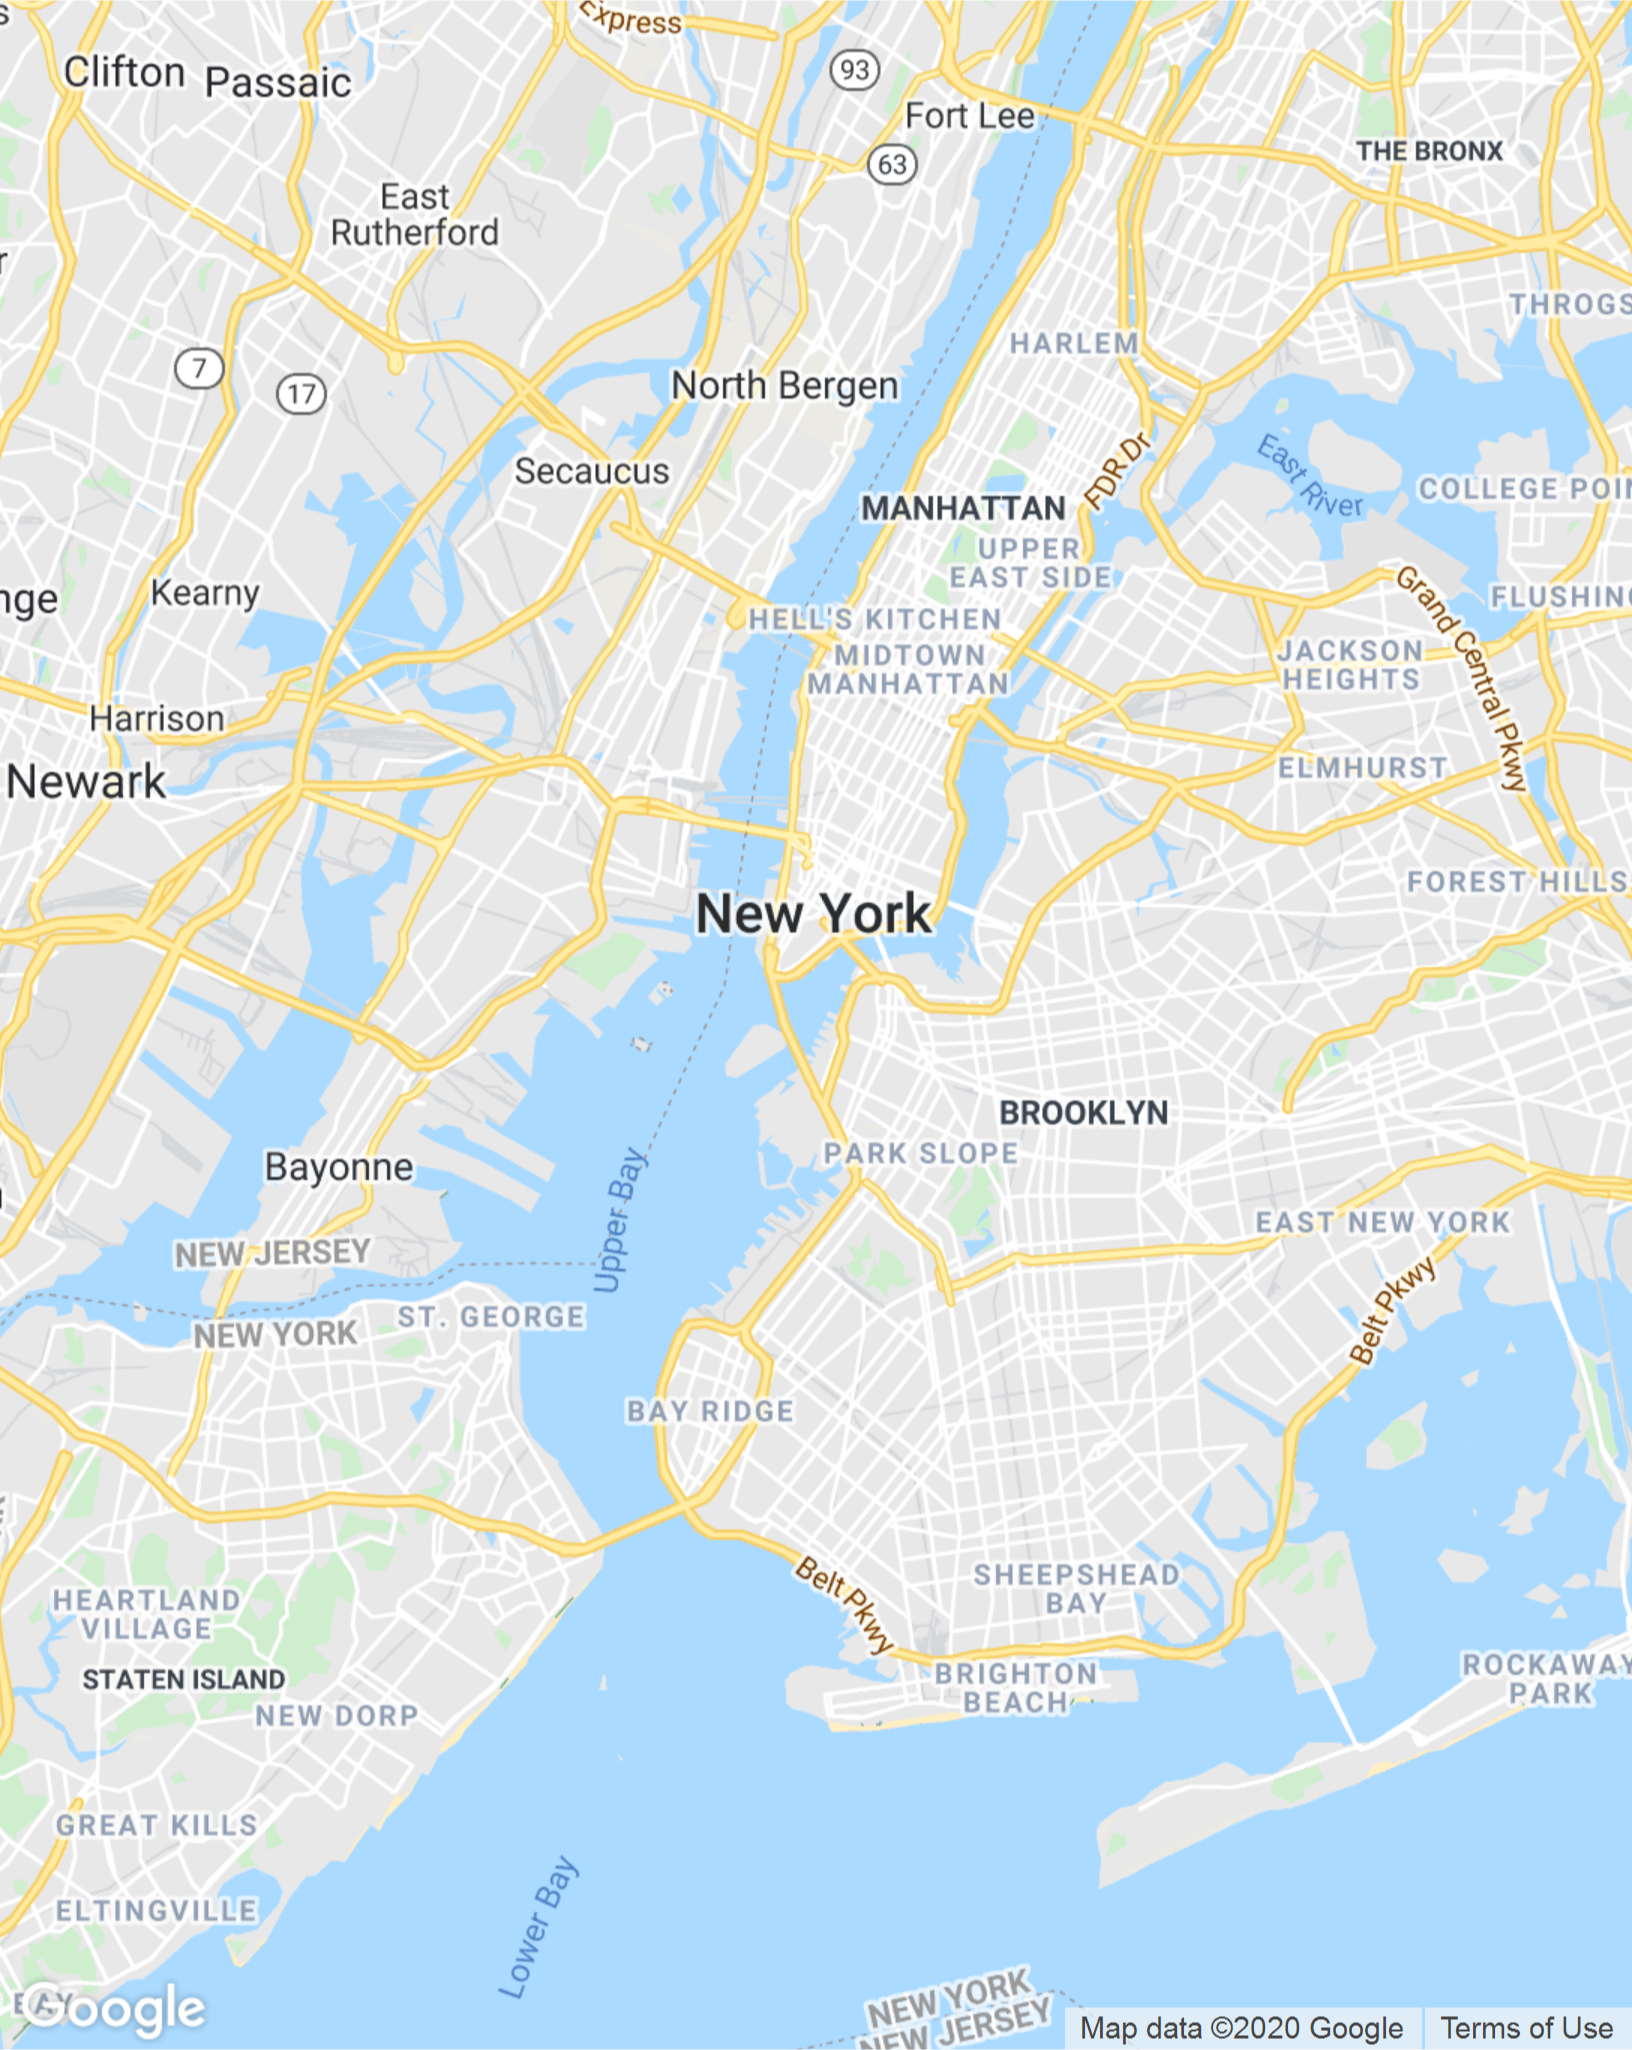 Express
Clifton
Passaic
93
Fort Lee
63
THE BRONX
East
Rutherford
THROGS
HARLEM
7
17
North Bergen
FDR Dr
East River
Secaucus
MANHATTAN
COLLEGE POIN
UPPER
EAST SIDE
Kearny
nge
HELL'S KITCHEN
Grand Central Pkwy
FLUSHING
MIDTOWN
MANHATTAN
JACKSON
HEIGHTS
Harrison
Newark
ELMHURST
New York
FOREST HILLS
BROOKLYN
PARK SLOPE
Bayonne
Upper Bay
EAST NEW YORK
NEW JERSEY
NEW YORK
ST. GEORGE
Belt Pkwy
BAY RIDGE
Belt Pkwy
SHEEPSHEAD
BAY
HEARTLAND
VILLAGE
STATEN ISLAND
NEW DORP
BRIGHTON
BEACH
ROCKAWAY
PARK
GREAT KILLS
ELTINGVILLE
Lower Bay
BAY
Google
NEW YORK
NEW JERSEY
Map data ©2020 Google
Terms of Use